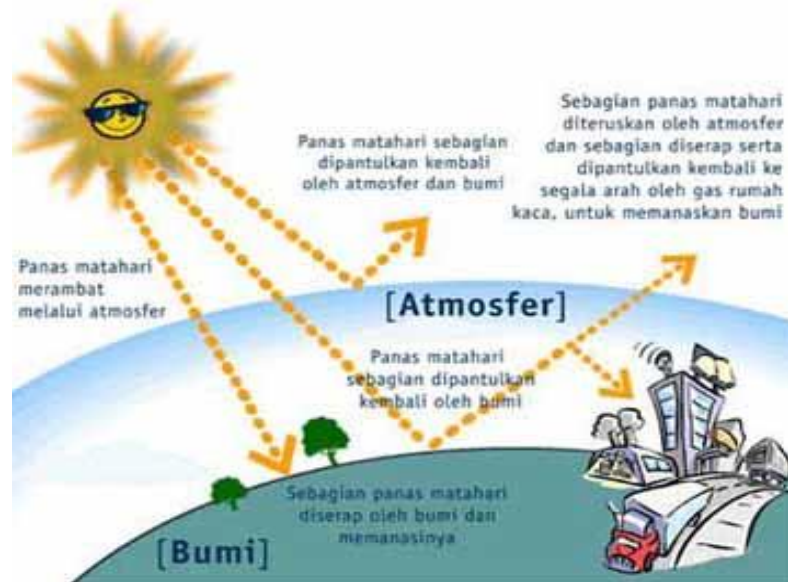 Sebagian panas matahari
diteruskan oleh atmosfer
dan sebagian diserap serta
dipantulkan kembali ke
segala arah oleh gas rumah
kaca, untuk memanaskan bumi
Panas matahari sebagian
dipantulkan kembali
oleh atmosfer dan bumi
Panas matahari
merambat
melalui atmosfer
[Atmosfer]
Panas matahari
sebagian dipantulkan
kembali oleh bumi
Sebagian panas matahari
diserap oleh bumi dan
memanasinya
[Bumi]